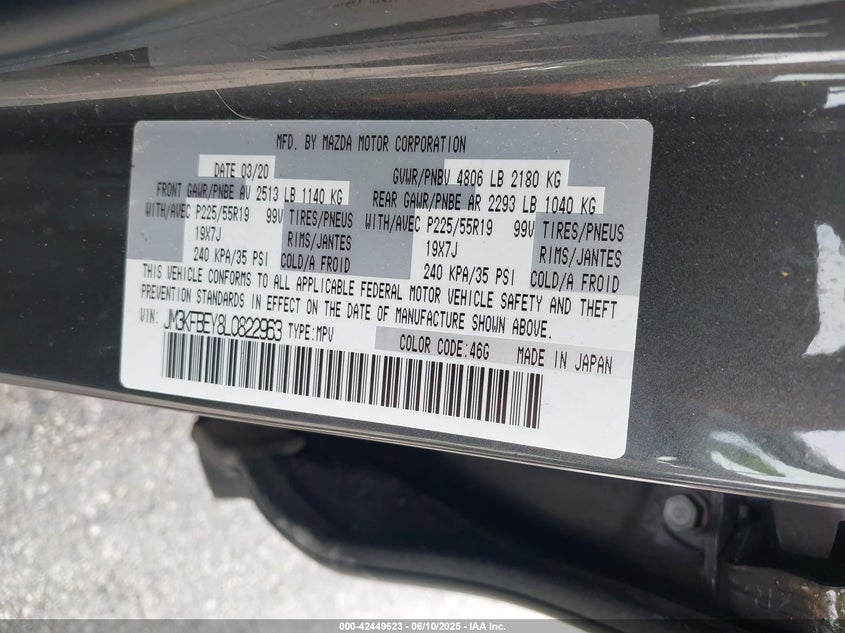 MFD. BY MAZDA MOTOR CORPORATION
DATE 03/20 GVWR/PNBV 4806 LB 2180 KG
FRONT GAWR/PNBE AV 2513 LB 1140 KG REAR GAWR/PNBE AR 2293 LB 1040 KG
WITH/AVEC P225/55R19 99V TIRES/PNEUS WITH/AVEC P225/55R19 99V TIRES/PNEUS
19X7J RIMS/JANTES 19X7J RIMS/JANTES
240 KPA/35 PSI COLD/A FROID 240 KPA/35 PSI COLD/A FROID
THIS VEHICLE CONFORMS TO ALL APPLICABLE FEDERAL MOTOR VEHICLE SAFETY AND THEFT
PREVENTION STANDARDS IN EFFECT ON THE DATE OF MANUFACTURE SHOWN ABOVE.
VIN: JM3KFBEY8L0822963 TYPE:MPV COLOR CODE:46G MADE IN JAPAN
000-42449623 - 06/10/2025 - IAA Inc.